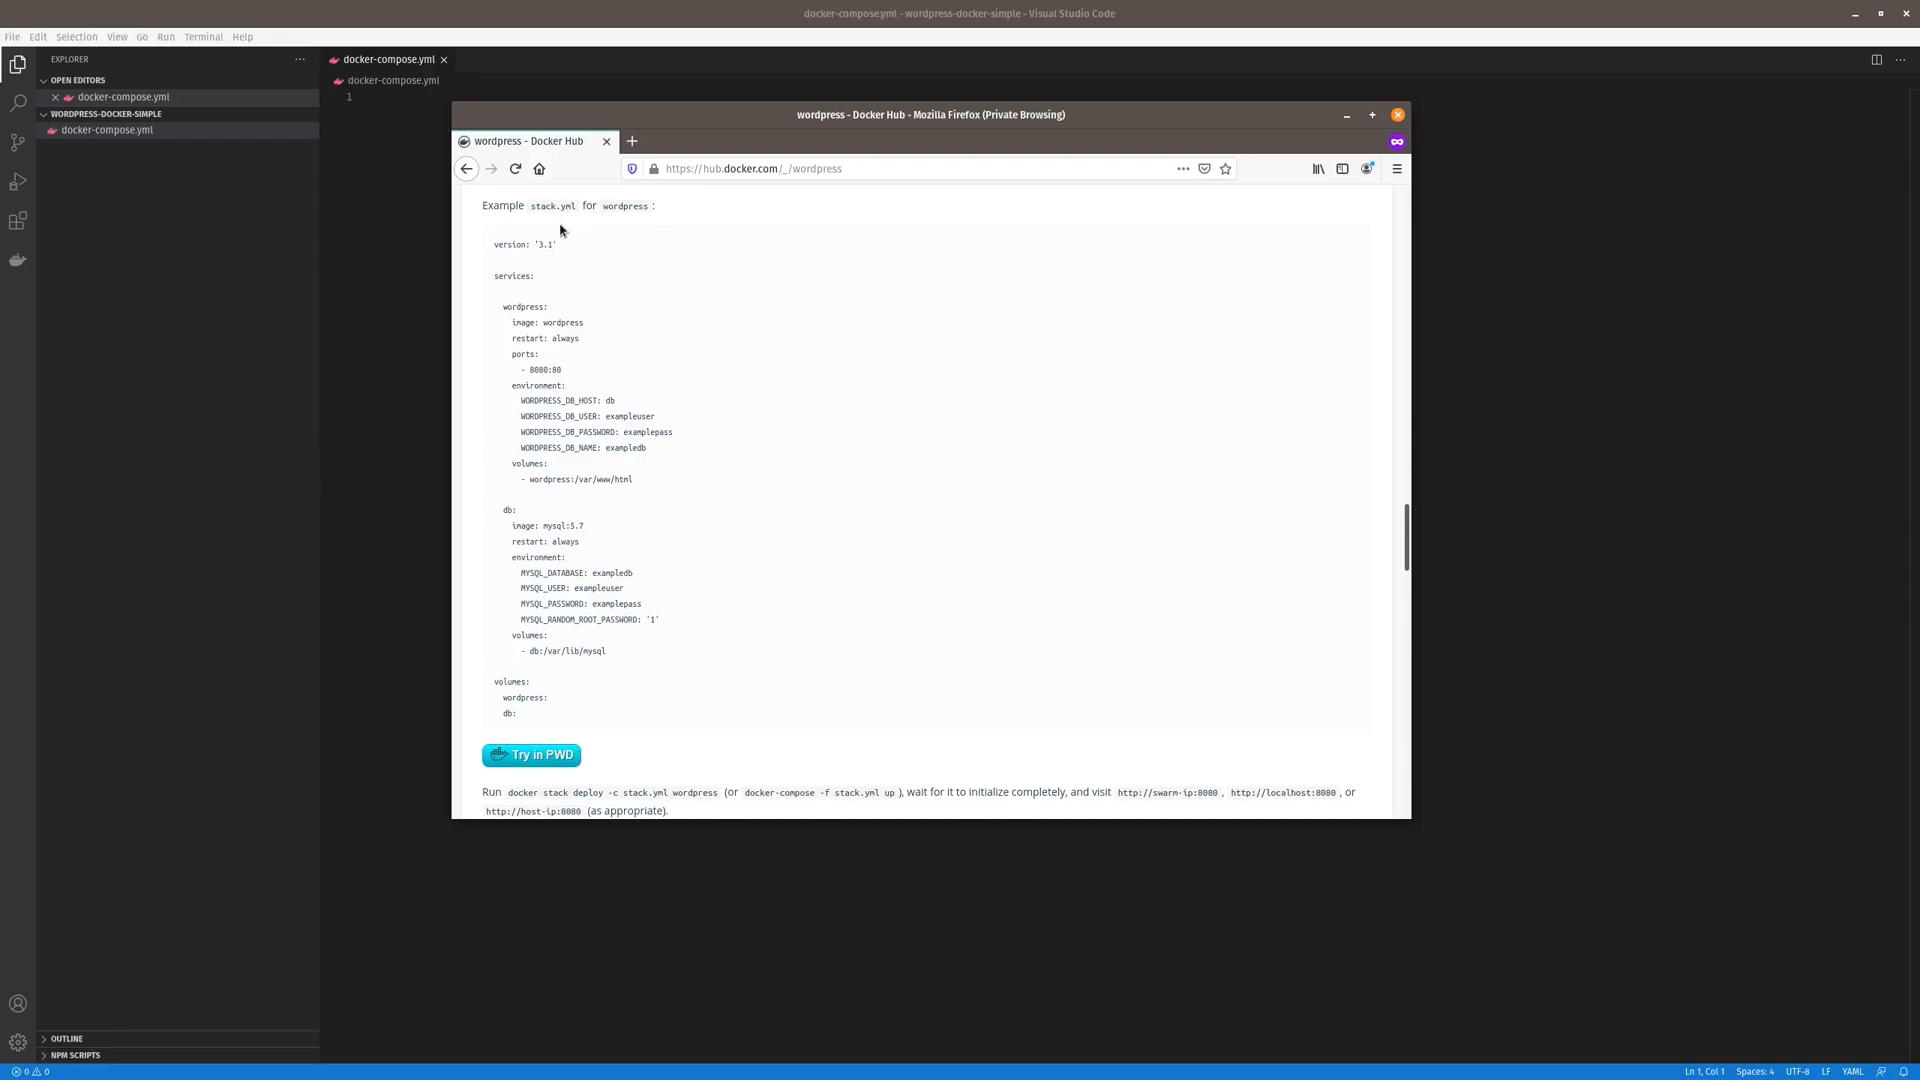 docker-compose.yml - wordpress-docker-simple - Visual Studio Code
File Edit Selection View Go Run Terminal Help
EXPLORER
OPEN EDITORS
docker-compose.yml
WORDPRESS-DOCKER-SIMPLE
docker-compose.yml
docker-compose.yml
docker-compose.yml
1
wordpress - Docker Hub - Mozilla Firefox (Private Browsing)
wordpress - Docker Hub
https://hub.docker.com/_/wordpress
Example stack.yml for wordpress :
version: '3.1'
services:
wordpress:
image: wordpress
restart: always
ports:
- 8080:80
environment:
WORDPRESS_DB_HOST: db
WORDPRESS_DB_USER: exampleuser
WORDPRESS_DB_PASSWORD: examplepass
WORDPRESS_DB_NAME: exampledb
volumes:
- wordpress:/var/www/html
db:
image: mysql:5.7
restart: always
environment:
MYSQL_DATABASE: exampledb
MYSQL_USER: exampleuser
MYSQL_PASSWORD: examplepass
MYSQL_RANDOM_ROOT_PASSWORD: '1'
volumes:
- db:/var/lib/mysql
volumes:
wordpress:
db:
Try in PWD
Run docker stack deploy -c stack.yml wordpress (or docker-compose -f stack.yml up ), wait for it to initialize completely, and visit http://swarm-ip:8080 , http://localhost:8080 , or
http://host-ip:8080 (as appropriate).
OUTLINE
NPM SCRIPTS
0 0
Ln 1, Col 1 Spaces: 4 UTF-8 LF YAML